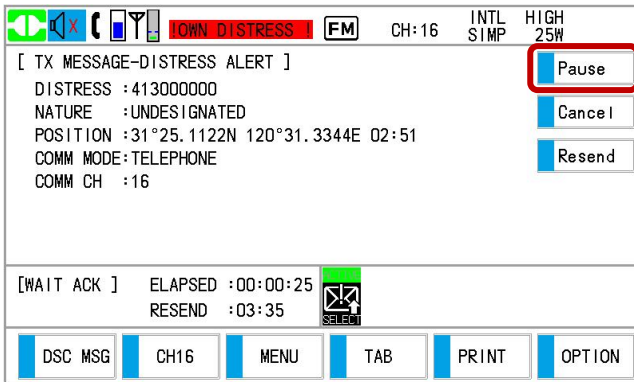 !OWN DISTRESS ! FM CH:16 INTL SIMP HIGH 25W
[ TX MESSAGE-DISTRESS ALERT ]
DISTRESS :413000000
NATURE :UNDESIGNATED
POSITION :31°25.1122N 120°31.3344E 02:51
COMM MODE:TELEPHONE
COMM CH :16
Pause
Cancel
Resend
[WAIT ACK ] ELAPSED :00:00:25
RESEND :03:35
SELECT
DSC MSG CH16 MENU TAB PRINT OPTION